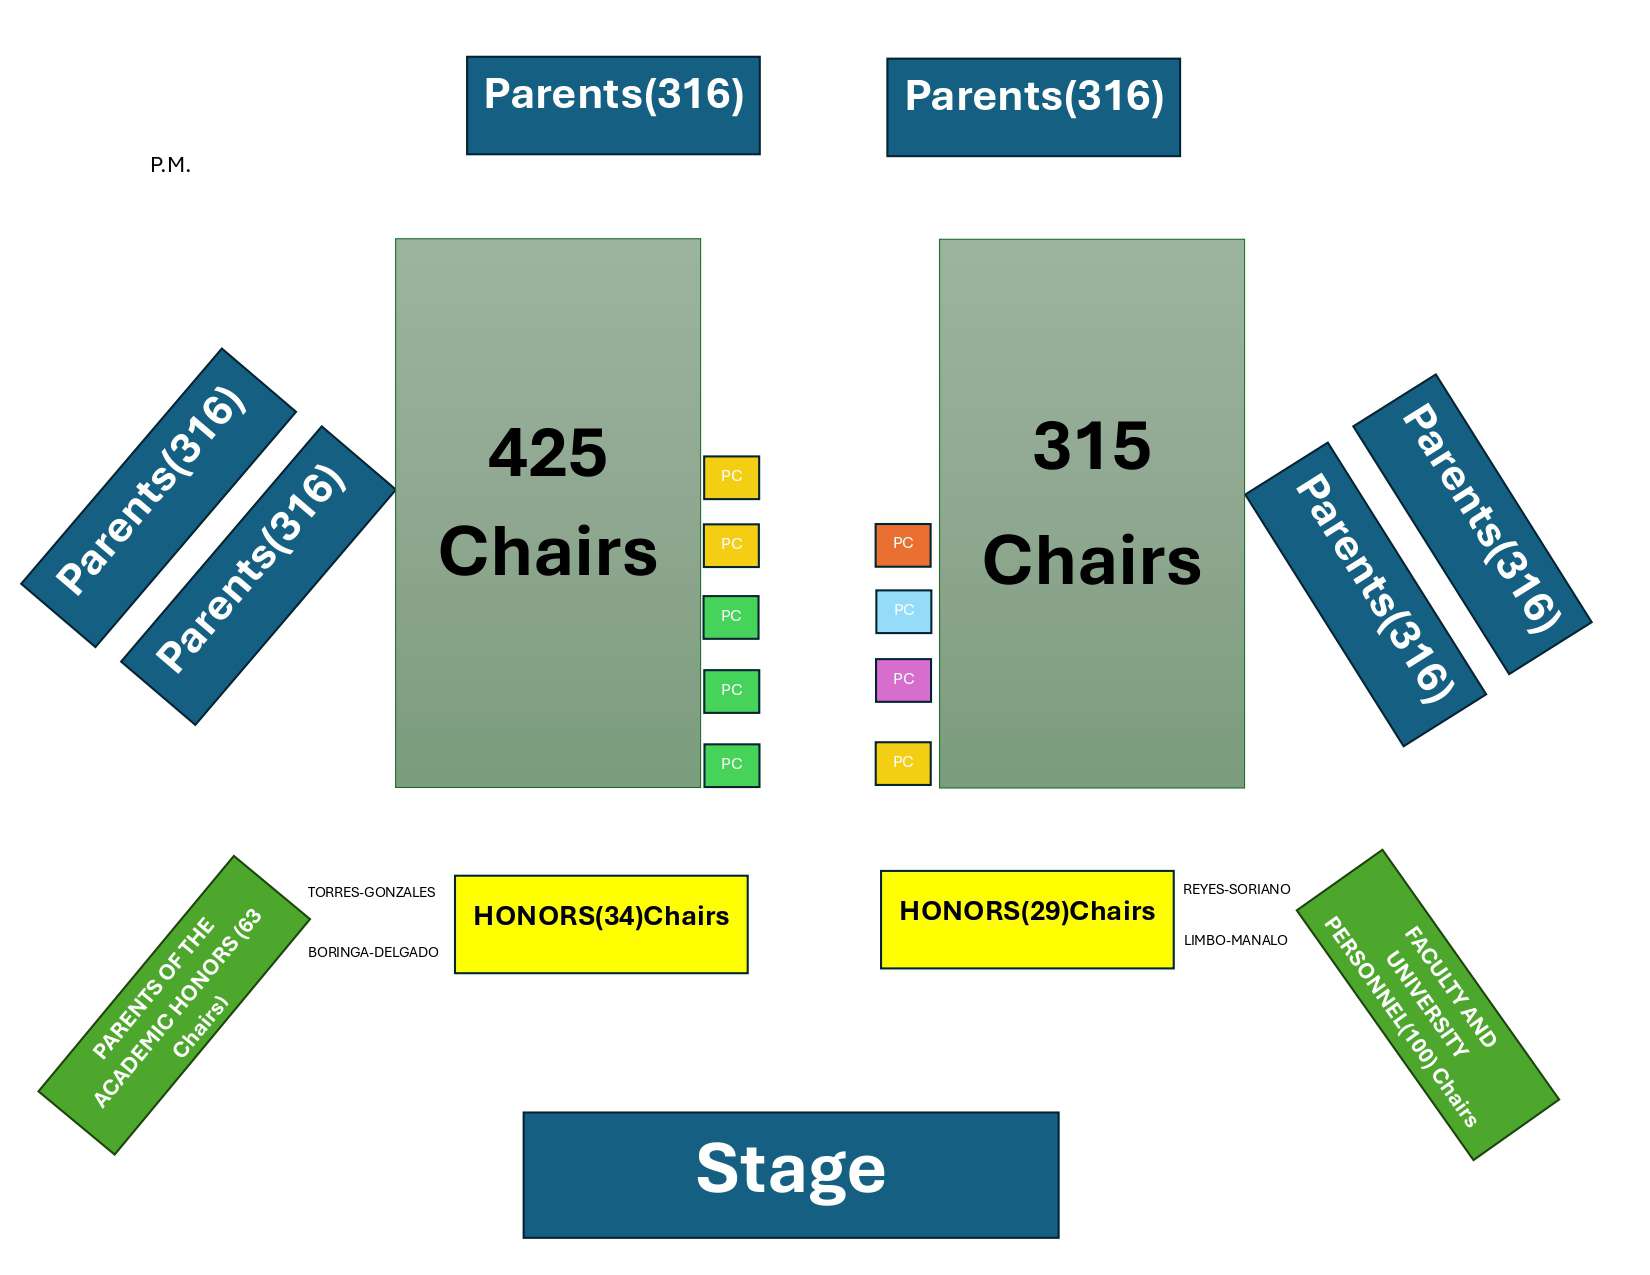 Parents(316)
Parents(316)
P.M.
Parents(316)
Parents(316)
425
Chairs
315
Chairs
Parents(316)
Parents(316)
PC
PC
PC
PC
PC
PC
PC
PC
PC
PARENTS OF THE
ACADEMIC HONORS (63
Chairs)
TORRES-GONZALES
BORINGA-DELGADO
HONORS(34)Chairs
HONORS(29)Chairs
REYES-SORIANO
LIMBO-MANALO
FACULTY AND
UNIVERSITY
PERSONNEL(100) Chairs
Stage